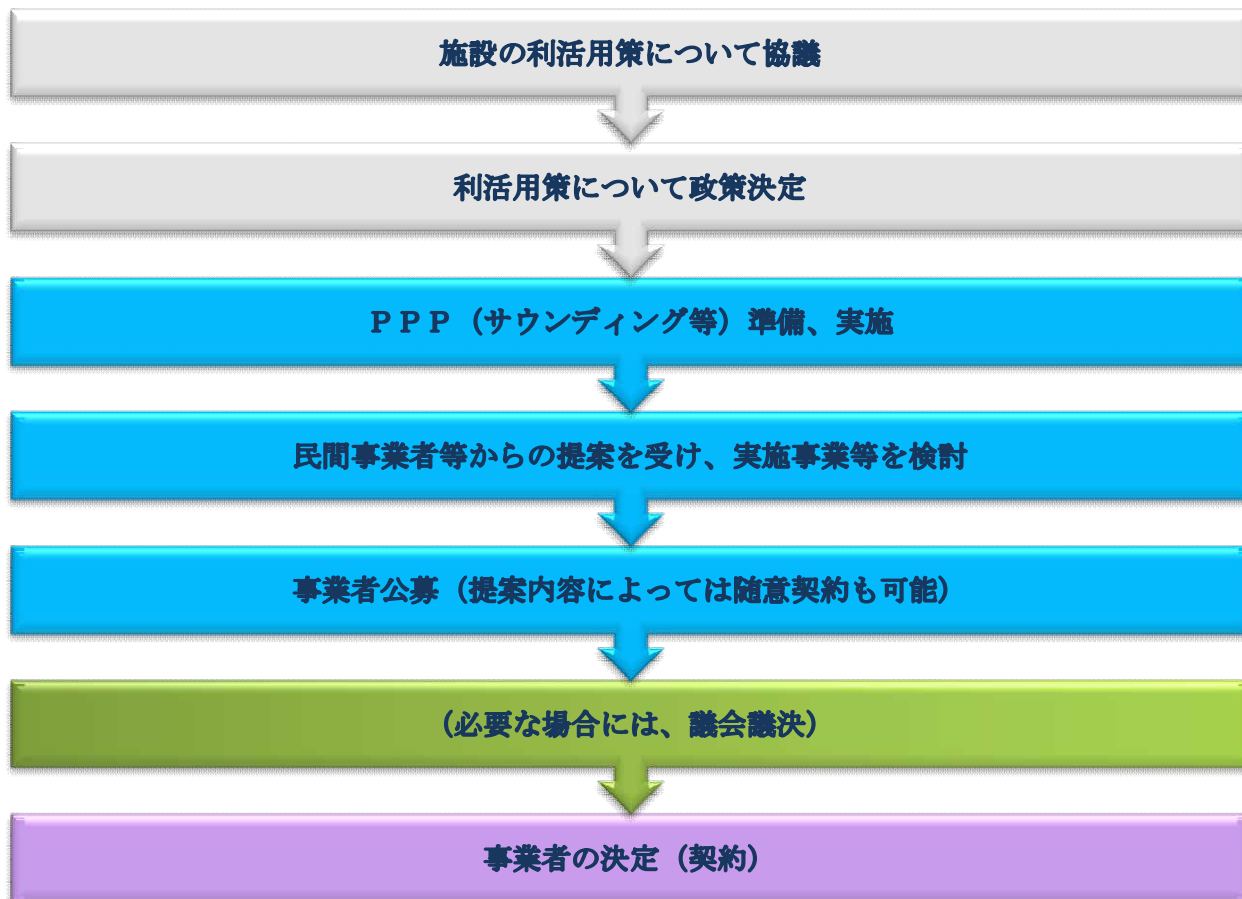 施設の利活用策について協議
利活用策について政策決定
ＰＰＰ（サウンディング等）準備、実施
民間事業者等からの提案を受け、実施事業等を検討
事業者公募（提案内容によっては随意契約も可能）
（必要な場合には、議会議決）
事業者の決定（契約）